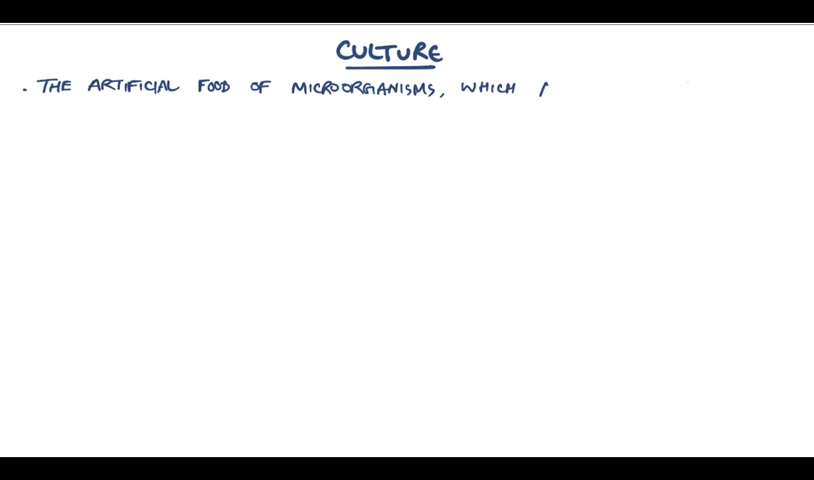 CULTURE
. THE ARTIFICIAL FOOD OF MICROORGANISMS, WHICH